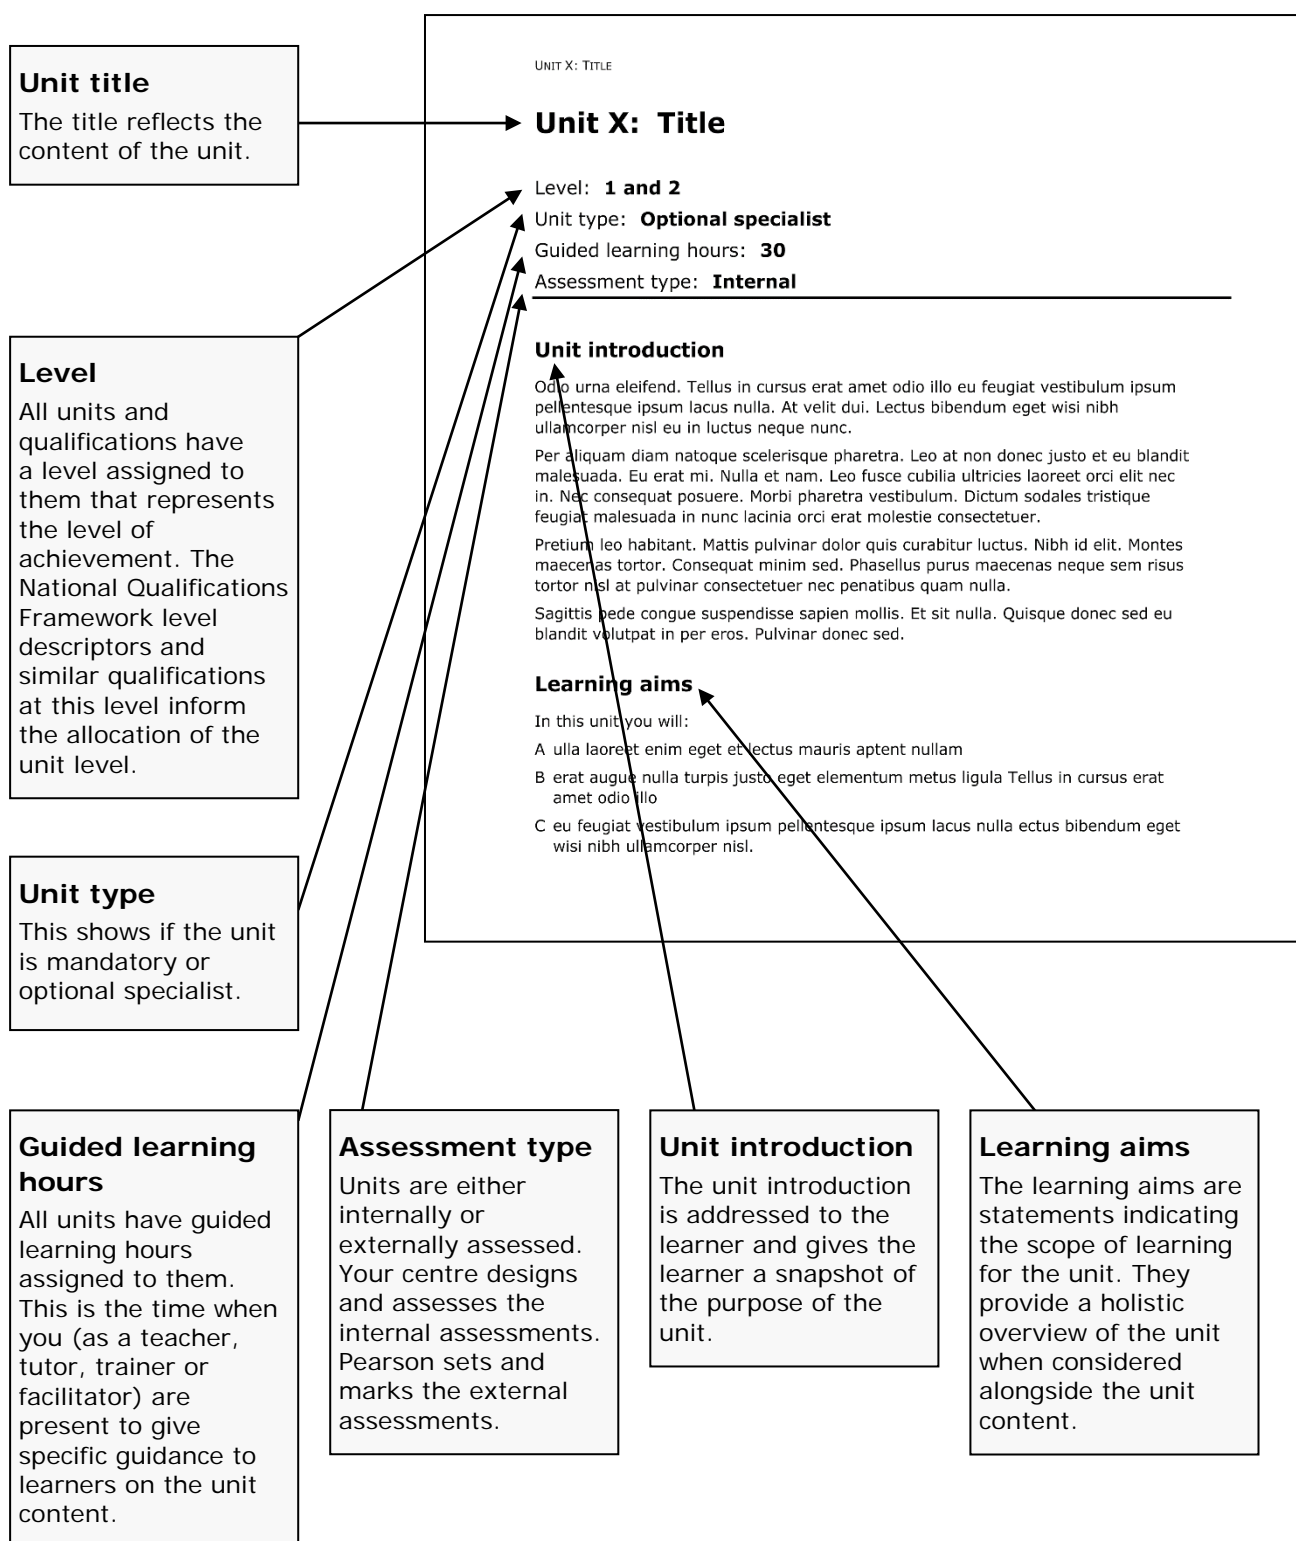 Unit title
The title reflects the
content of the unit.
UNIT X: TITLE
Unit X: Title
Level: 1 and 2
Unit type: Optional specialist
Guided learning hours: 30
Assessment type: Internal
Unit introduction
Odio urna eleifend. Tellus in cursus erat amet odio illo eu feugiat vestibulum ipsum
pellentesque ipsum lacus nulla. At velit dui. Lectus bibendum eget wisi nibh
ullamcorper nisl eu in luctus neque nunc.
Per aliquam diam natoque scelerisque pharetra. Leo at non donec justo et eu blandit
malesuada. Eu erat mi. Nulla et nam. Leo fusce cubilia ultricies laoreet orci elit nec
in. Nec consequat posuere. Morbi pharetra vestibulum. Dictum sodales tristique
feugiat malesuada in nunc lacinia orci erat molestie consectetuer.
Pretium leo habitant. Mattis pulvinar dolor quis curabitur luctus. Nibh id elit. Montes
maecenas tortor. Consequat minim sed. Phasellus purus maecenas neque sem risus
tortor nisl at pulvinar consectetuer nec penatibus quam nulla.
Sagittis pede congue suspendisse sapien mollis. Et sit nulla. Quisque donec sed eu
blandit volutpat in per eros. Pulvinar donec sed.
Learning aims
In this unit you will:
A ulla laoreet enim eget et lectus mauris aptent nullam
B erat augue nulla turpis justo eget elementum metus ligula Tellus in cursus erat
amet odio illo
C eu feugiat vestibulum ipsum pellentesque ipsum lacus nulla ectus bibendum eget
wisi nibh ullamcorper nisl.
Level
All units and
qualifications have
a level assigned to
them that represents
the level of
achievement. The
National Qualifications
Framework level
descriptors and
similar qualifications
at this level inform
the allocation of the
unit level.
Unit type
This shows if the unit
is mandatory or
optional specialist.
Guided learning
hours
All units have guided
learning hours
assigned to them.
This is the time when
you (as a teacher,
tutor, trainer or
facilitator) are
present to give
specific guidance to
learners on the unit
content.
Assessment type
Units are either
internally or
externally assessed.
Your centre designs
and assesses the
internal assessments.
Pearson sets and
marks the external
assessments.
Unit introduction
The unit introduction
is addressed to the
learner and gives the
learner a snapshot of
the purpose of the
unit.
Learning aims
The learning aims are
statements indicating
the scope of learning
for the unit. They
provide a holistic
overview of the unit
when considered
alongside the unit
content.